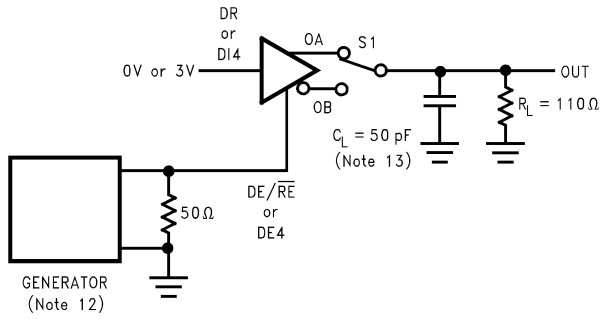 DR
or
DI4
0V or 3V
OA
S1
OUT
OB
R_L = 110Ω
C_L = 50 pF
(Note 13)
50Ω
DE/R̅E̅
or
DE4
GENERATOR
(Note 12)